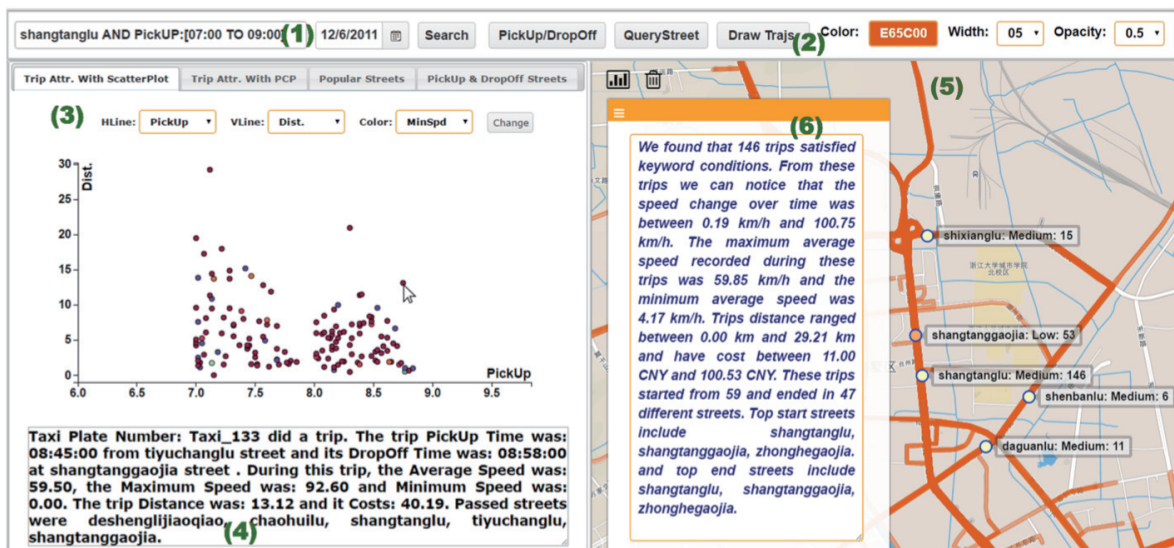 shangtanglu AND PickUP:[07:00 TO 09:00]
(1)
12/6/2011
Search
PickUp/DropOff
QueryStreet
Draw Trajs
(2)
Color:
E65C00
Width:
05
Opacity:
0.5
Trip Attr. With ScatterPlot
Trip Attr. With PCP
Popular Streets
PickUp & DropOff Streets
(3)
HLine:
PickUp
VLine:
Dist.
Color:
MinSpd
Change
30
25
20
15
10
5
0
Dist.
PickUp
6.0
6.5
7.0
7.5
8.0
8.5
9.0
9.5
Taxi Plate Number: Taxi_133 did a trip. The trip PickUp Time was:
08:45:00 from tiyuchanglu street and its DropOff Time was: 08:58:00
at shangtanggaojia street . During this trip, the Average Speed was:
59.50, the Maximum Speed was: 92.60 and Minimum Speed was:
0.00. The trip Distance was: 13.12 and it Costs: 40.19. Passed streets
were deshenglijiaoqiao, chaohuilu, shangtanglu, tiyuchanglu,
shangtanggaojia.
(4)
(5)
(6)
We found that 146 trips satisfied
keyword conditions. From these
trips we can notice that the
speed change over time was
between 0.19 km/h and 100.75
km/h. The maximum average
speed recorded during these
trips was 59.85 km/h and the
minimum average speed was
4.17 km/h. Trips distance ranged
between 0.00 km and 29.21 km
and have cost between 11.00
CNY and 100.53 CNY. These trips
started from 59 and ended in 47
different streets. Top start streets
include shangtanglu,
shangtanggaojia, zhonghegaojia.
and top end streets include
shangtanglu, shangtanggaojia,
zhonghegaojia.
shixianglu: Medium: 15
浙江大学城市学院
北校区
shangtanggaojia: Low: 53
shangtanglu: Medium: 146
shenbanlu: Medium: 6
daguanlu: Medium: 11